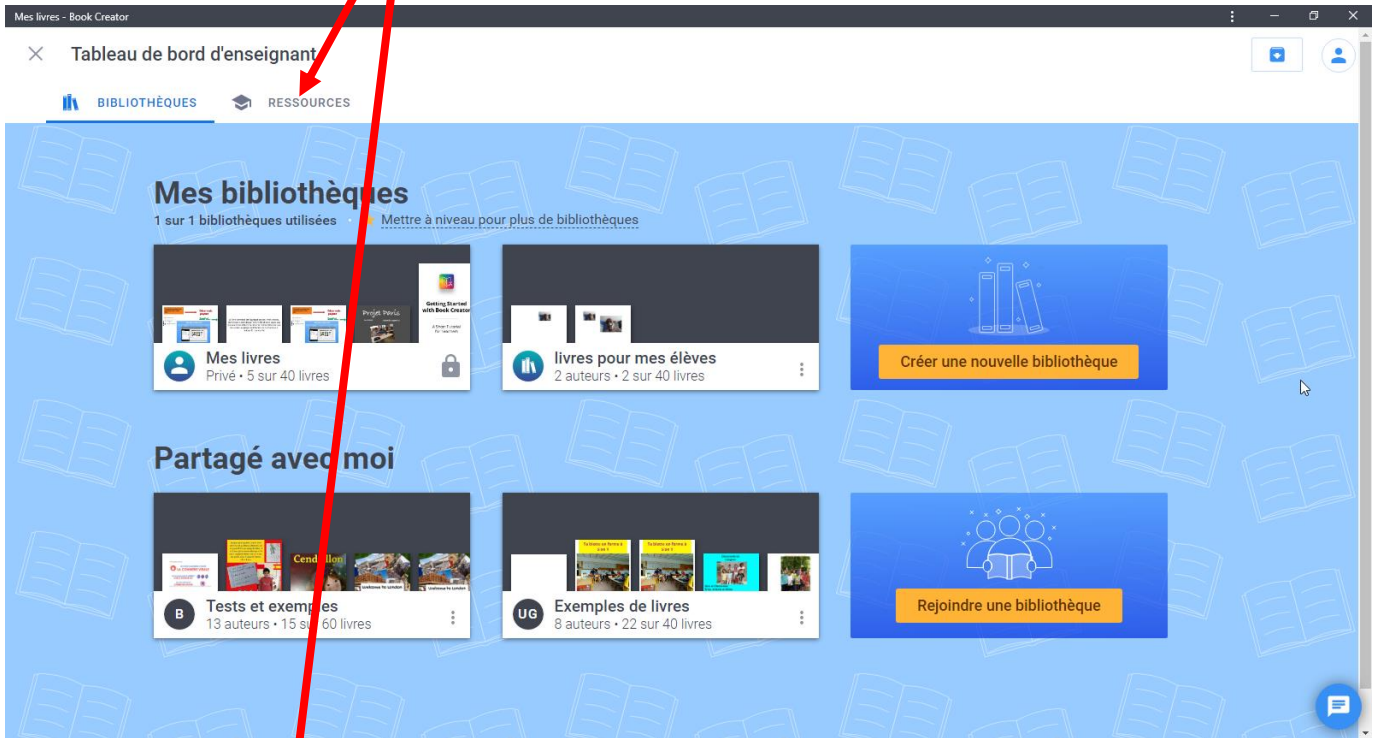 Mes livres - Book Creator
Tableau de bord d'enseignant
BIBLIOTHÈQUES RESSOURCES
Mes bibliothèques
1 sur 1 bibliothèques utilisées · Mettre à niveau pour plus de bibliothèques
Projet Paris
Getting Started
with Book Creator
Mes livres
Privé • 5 sur 40 livres
livres pour mes élèves
2 auteurs • 2 sur 40 livres
Créer une nouvelle bibliothèque
Partagé avec moi
Cendrillon
Welcome to London
B
Tests et exemples
13 auteurs • 15 sur 60 livres
UG
Exemples de livres
8 auteurs • 22 sur 40 livres
Rejoindre une bibliothèque